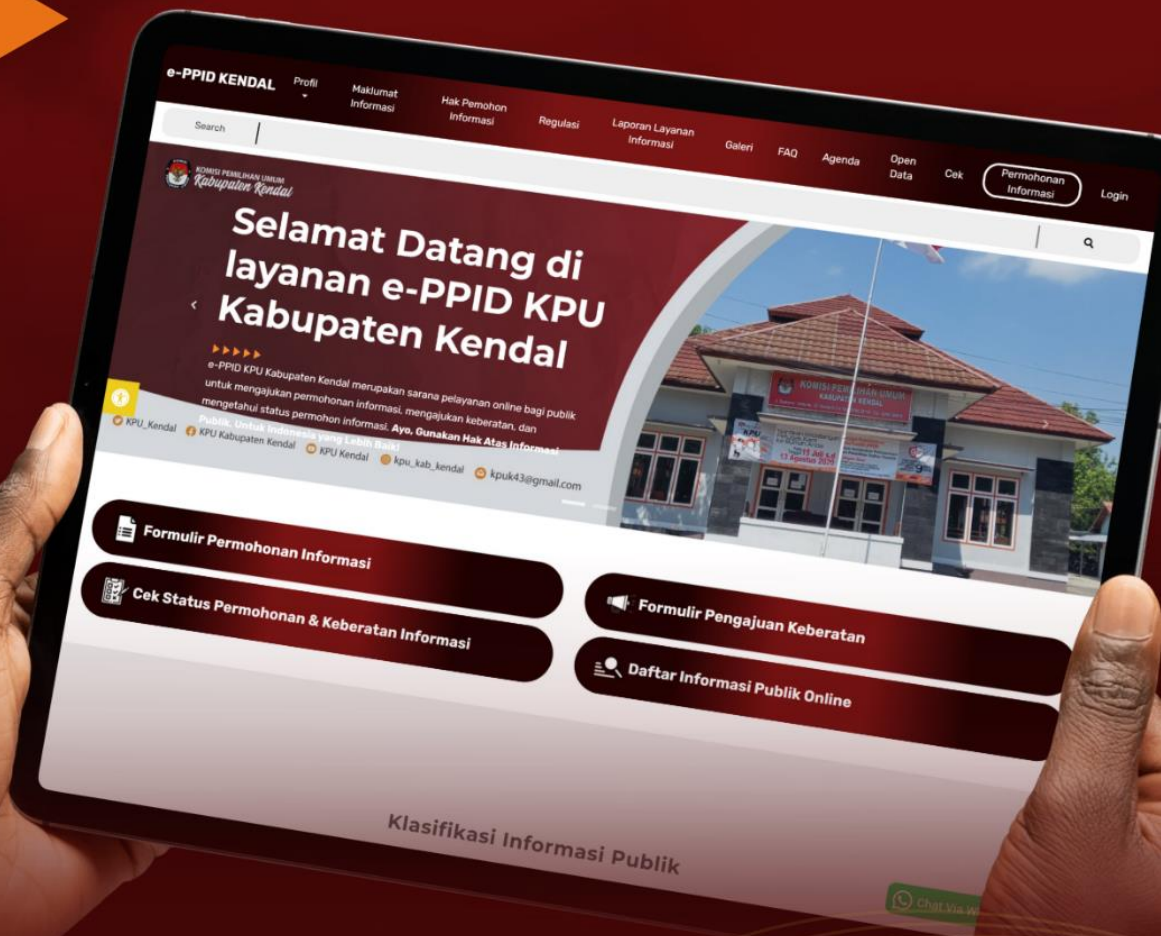 e-PPID KENDAL
Profil
Maklumat
Informasi
Hak Pemohon
Informasi
Regulasi
Laporan Layanan
Informasi
Galeri
FAQ
Agenda
Open
Data
Cek
Permohonan
Informasi
Login
Search
KOMISI PEMILIHAN UMUM
Kabupaten Kendal
Selamat Datang di
layanan e-PPID KPU
Kabupaten Kendal
e-PPID KPU Kabupaten Kendal merupakan sarana pelayanan online bagi publik
untuk mengajukan permohonan informasi, mengajukan keberatan, dan
mengetahui status permohon informasi. Ayo, Gunakan Hak Atas Informasi
Publik, Untuk Indonesia yang Lebih Baik!
KPU_Kendal KPU Kabupaten Kendal KPU Kendal kpu_kab_kendal kpuk43@gmail.com
KOMISI PEMILIHAN UMUM
KABUPATEN KENDAL
KPU
Formulir Permohonan Informasi
Cek Status Permohonan & Keberatan Informasi
Formulir Pengajuan Keberatan
Daftar Informasi Publik Online
Klasifikasi Informasi Publik
Chat Via